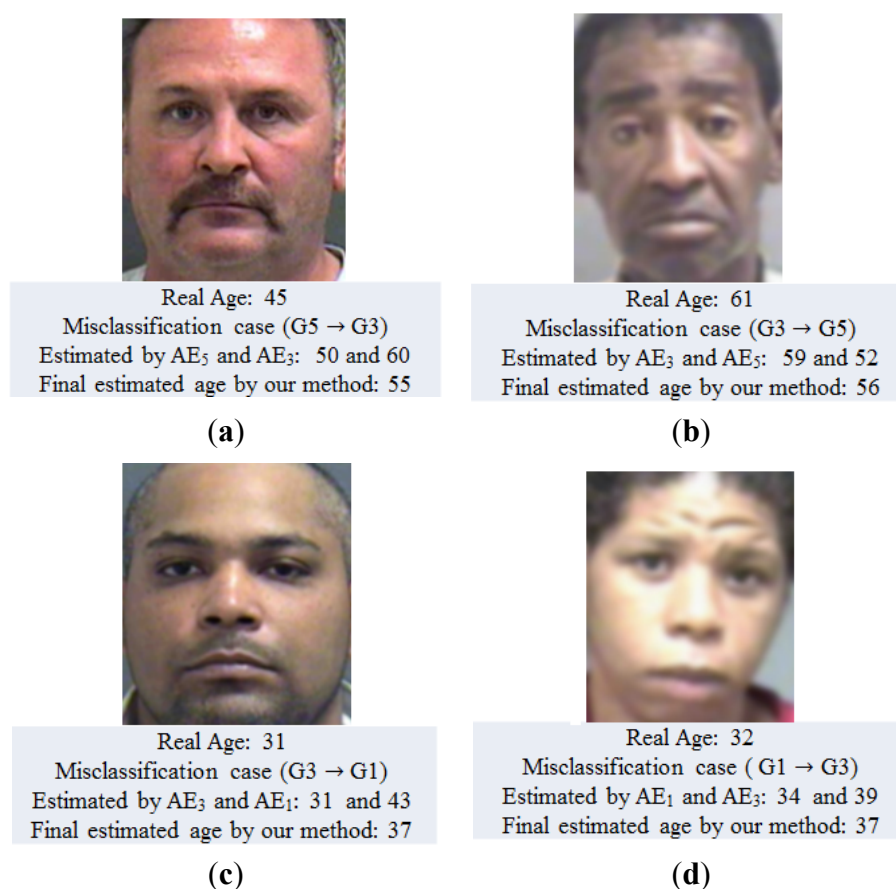 Real Age: 45
Misclassification case (G5 → G3)
Estimated by AE₅ and AE₃: 50 and 60
Final estimated age by our method: 55
(a)
Real Age: 61
Misclassification case (G3 → G5)
Estimated by AE₃ and AE₅: 59 and 52
Final estimated age by our method: 56
(b)
Real Age: 31
Misclassification case (G3 → G1)
Estimated by AE₃ and AE₁: 31 and 43
Final estimated age by our method: 37
(c)
Real Age: 32
Misclassification case ( G1 → G3)
Estimated by AE₁ and AE₃: 34 and 39
Final estimated age by our method: 37
(d)